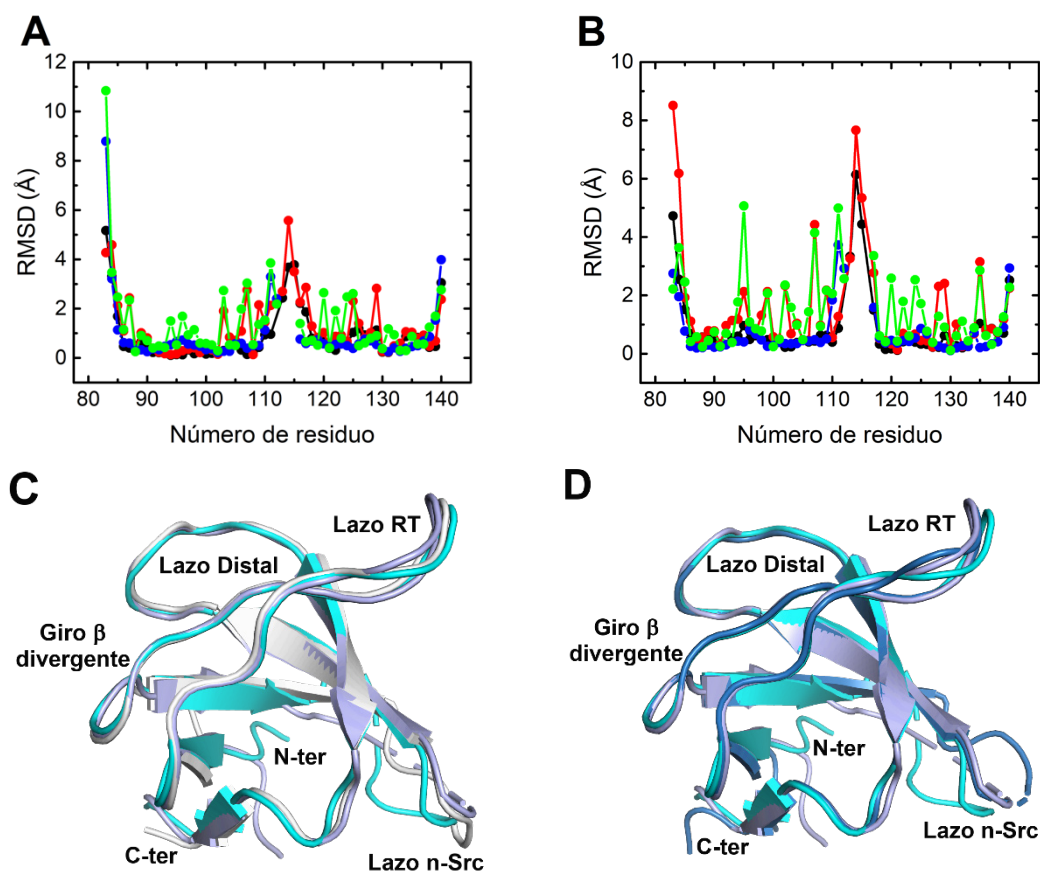 A
B
12
10
8
6
4
2
0
RMSD (Å)
80 90 100 110 120 130 140
Número de residuo
10
8
6
4
2
0
RMSD (Å)
80 90 100 110 120 130 140
Número de residuo
C
Lazo RT
Lazo Distal
Giro β
divergente
N-ter
C-ter
Lazo n-Src
D
Lazo RT
Lazo Distal
Giro β
divergente
N-ter
C-ter
Lazo n-Src